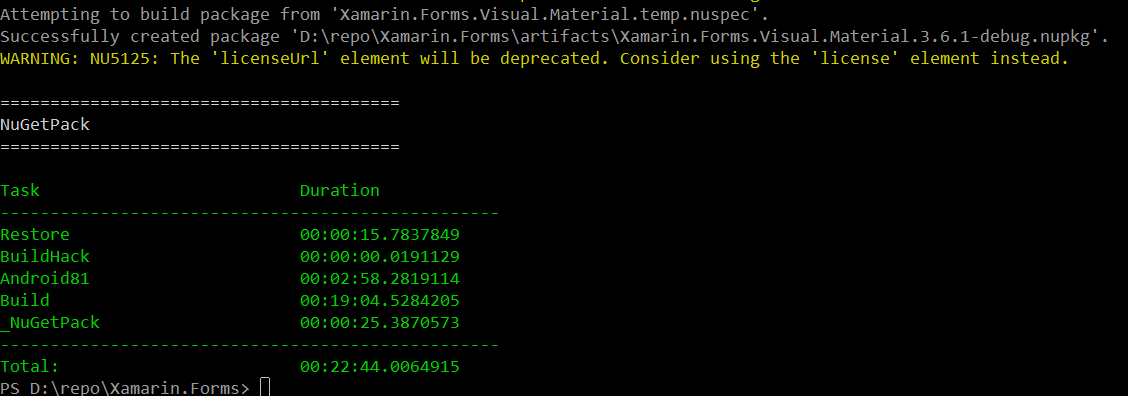 Attempting to build package from 'Xamarin.Forms.Visual.Material.temp.nuspec'.
Successfully created package 'D:\repo\Xamarin.Forms\artifacts\Xamarin.Forms.Visual.Material.3.6.1-debug.nupkg'.
WARNING: NU5125: The 'licenseUrl' element will be deprecated. Consider using the 'license' element instead.
========================================
NuGetPack
========================================
Task                          Duration
--------------------------------------------------
Restore                       00:00:15.7837849
BuildHack                     00:00:00.0191129
Android81                     00:02:58.2819114
Build                         00:19:04.5284205
_NuGetPack                    00:00:25.3870573
--------------------------------------------------
Total:                        00:22:44.0064915
PS D:\repo\Xamarin.Forms>